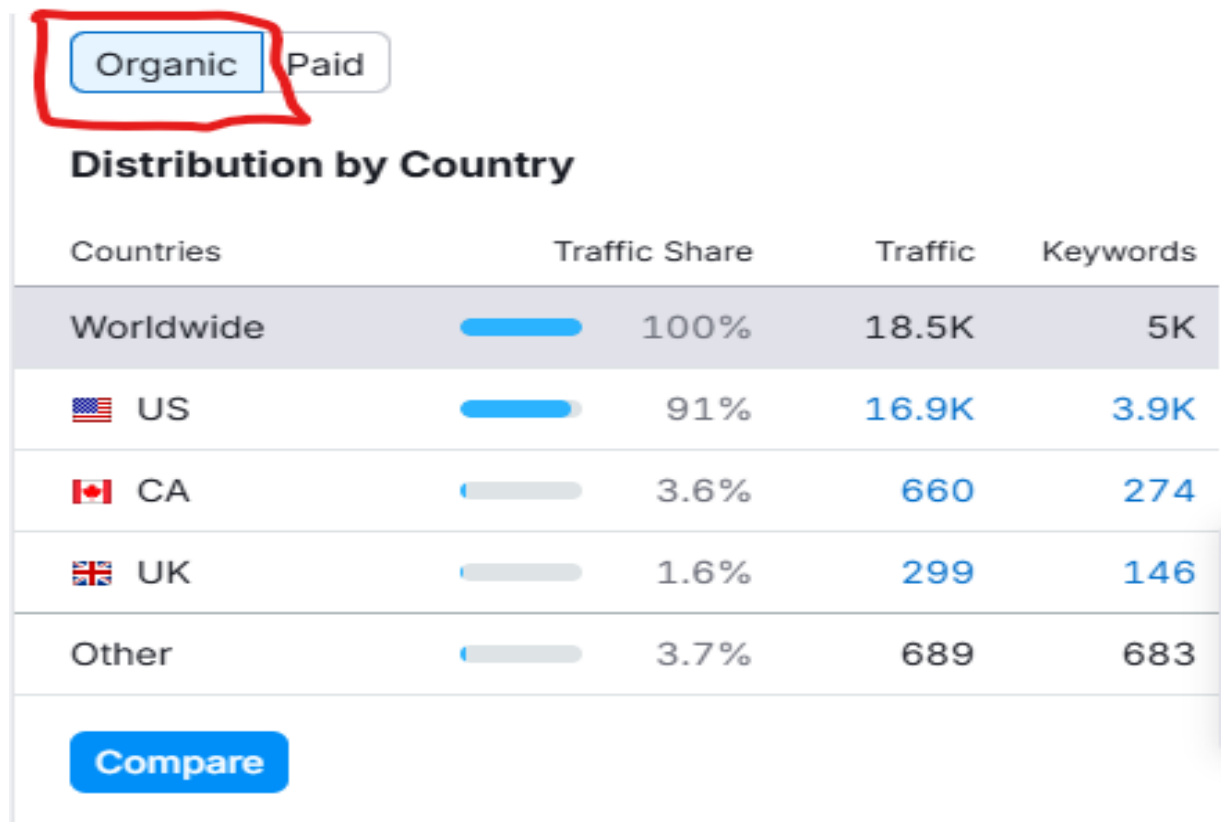 Organic Paid
Distribution by Country
Countries Traffic Share Traffic Keywords
Worldwide 100% 18.5K 5K
US 91% 16.9K 3.9K
CA 3.6% 660 274
UK 1.6% 299 146
Other 3.7% 689 683
Compare